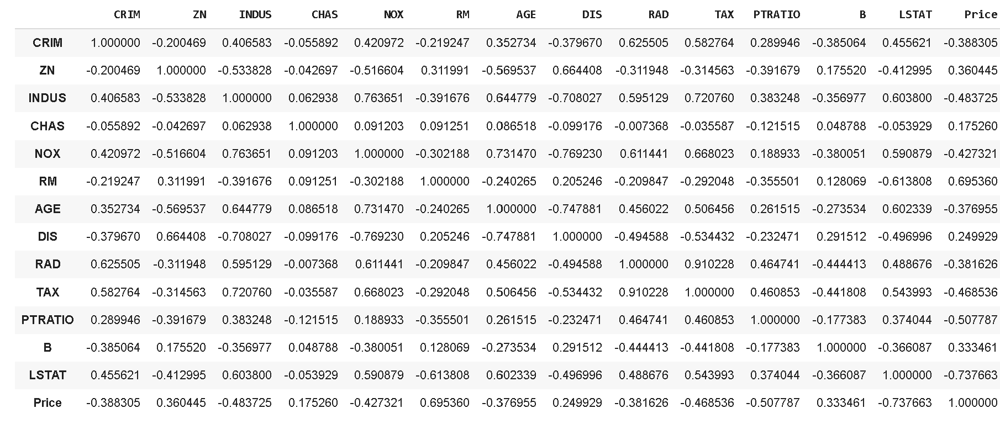 CRIM ZN INDUS CHAS NOX RM AGE DIS RAD TAX PTRATIO B LSTAT Price
CRIM 1.000000 -0.200469 0.406583 -0.055892 0.420972 -0.219247 0.352734 -0.379670 0.625505 0.582764 0.289946 -0.385064 0.455621 -0.388305
ZN -0.200469 1.000000 -0.533828 -0.042697 -0.516604 0.311991 -0.569537 0.664408 -0.311948 -0.314563 -0.391679 0.175520 -0.412995 0.360445
INDUS 0.406583 -0.533828 1.000000 0.062938 0.763651 -0.391676 0.644779 -0.708027 0.595129 0.720760 0.383248 -0.356977 0.603800 -0.483725
CHAS -0.055892 -0.042697 0.062938 1.000000 0.091203 0.091251 0.086518 -0.099176 -0.007368 -0.035587 -0.121515 0.048788 -0.053929 0.175260
NOX 0.420972 -0.516604 0.763651 0.091203 1.000000 -0.302188 0.731470 -0.769230 0.611441 0.668023 0.188933 -0.380051 0.590879 -0.427321
RM -0.219247 0.311991 -0.391676 0.091251 -0.302188 1.000000 -0.240265 0.205246 -0.209847 -0.292048 -0.355501 0.128069 -0.613808 0.695360
AGE 0.352734 -0.569537 0.644779 0.086518 0.731470 -0.240265 1.000000 -0.747881 0.456022 0.506456 0.261515 -0.273534 0.602339 -0.376955
DIS -0.379670 0.664408 -0.708027 -0.099176 -0.769230 0.205246 -0.747881 1.000000 -0.494588 -0.534432 -0.232471 0.291512 -0.496996 0.249929
RAD 0.625505 -0.311948 0.595129 -0.007368 0.611441 -0.209847 0.456022 -0.494588 1.000000 0.910228 0.464741 -0.444413 0.488676 -0.381626
TAX 0.582764 -0.314563 0.720760 -0.035587 0.668023 -0.292048 0.506456 -0.534432 0.910228 1.000000 0.460853 -0.441808 0.543993 -0.468536
PTRATIO 0.289946 -0.391679 0.383248 -0.121515 0.188933 -0.355501 0.261515 -0.232471 0.464741 0.460853 1.000000 -0.177383 0.374044 -0.507787
B -0.385064 0.175520 -0.356977 0.048788 -0.380051 0.128069 -0.273534 0.291512 -0.444413 -0.441808 -0.177383 1.000000 -0.366087 0.333461
LSTAT 0.455621 -0.412995 0.603800 -0.053929 0.590879 -0.613808 0.602339 -0.496996 0.488676 0.543993 0.374044 -0.366087 1.000000 -0.737663
Price -0.388305 0.360445 -0.483725 0.175260 -0.427321 0.695360 -0.376955 0.249929 -0.381626 -0.468536 -0.507787 0.333461 -0.737663 1.000000